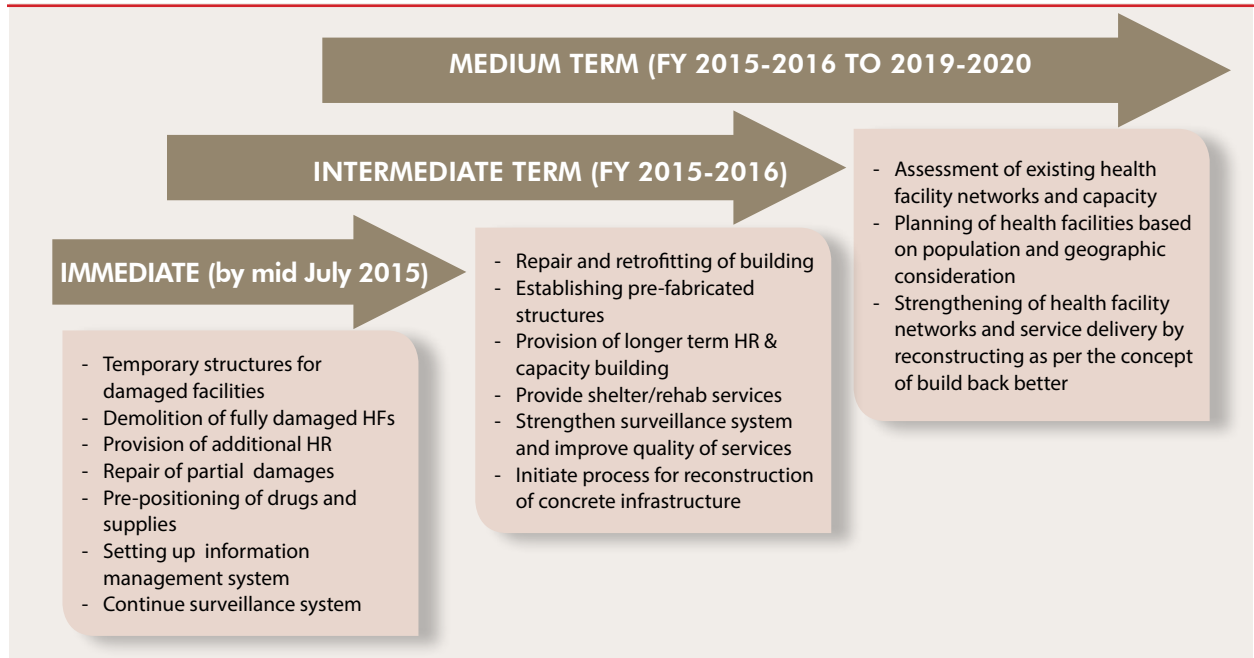 MEDIUM TERM (FY 2015-2016 TO 2019-2020
INTERMEDIATE TERM (FY 2015-2016)
IMMEDIATE (by mid July 2015)
- Temporary structures for
damaged facilities
- Demolition of fully damaged HFs
- Provision of additional HR
- Repair of partial damages
- Pre-positioning of drugs and
supplies
- Setting up information
management system
- Continue surveillance system
- Repair and retrofitting of building
- Establishing pre-fabricated
structures
- Provision of longer term HR &
capacity building
- Provide shelter/rehab services
- Strengthen surveillance system
and improve quality of services
- Initiate process for reconstruction
of concrete infrastructure
- Assessment of existing health
facility networks and capacity
- Planning of health facilities based
on population and geographic
consideration
- Strengthening of health facility
networks and service delivery by
reconstructing as per the concept
of build back better